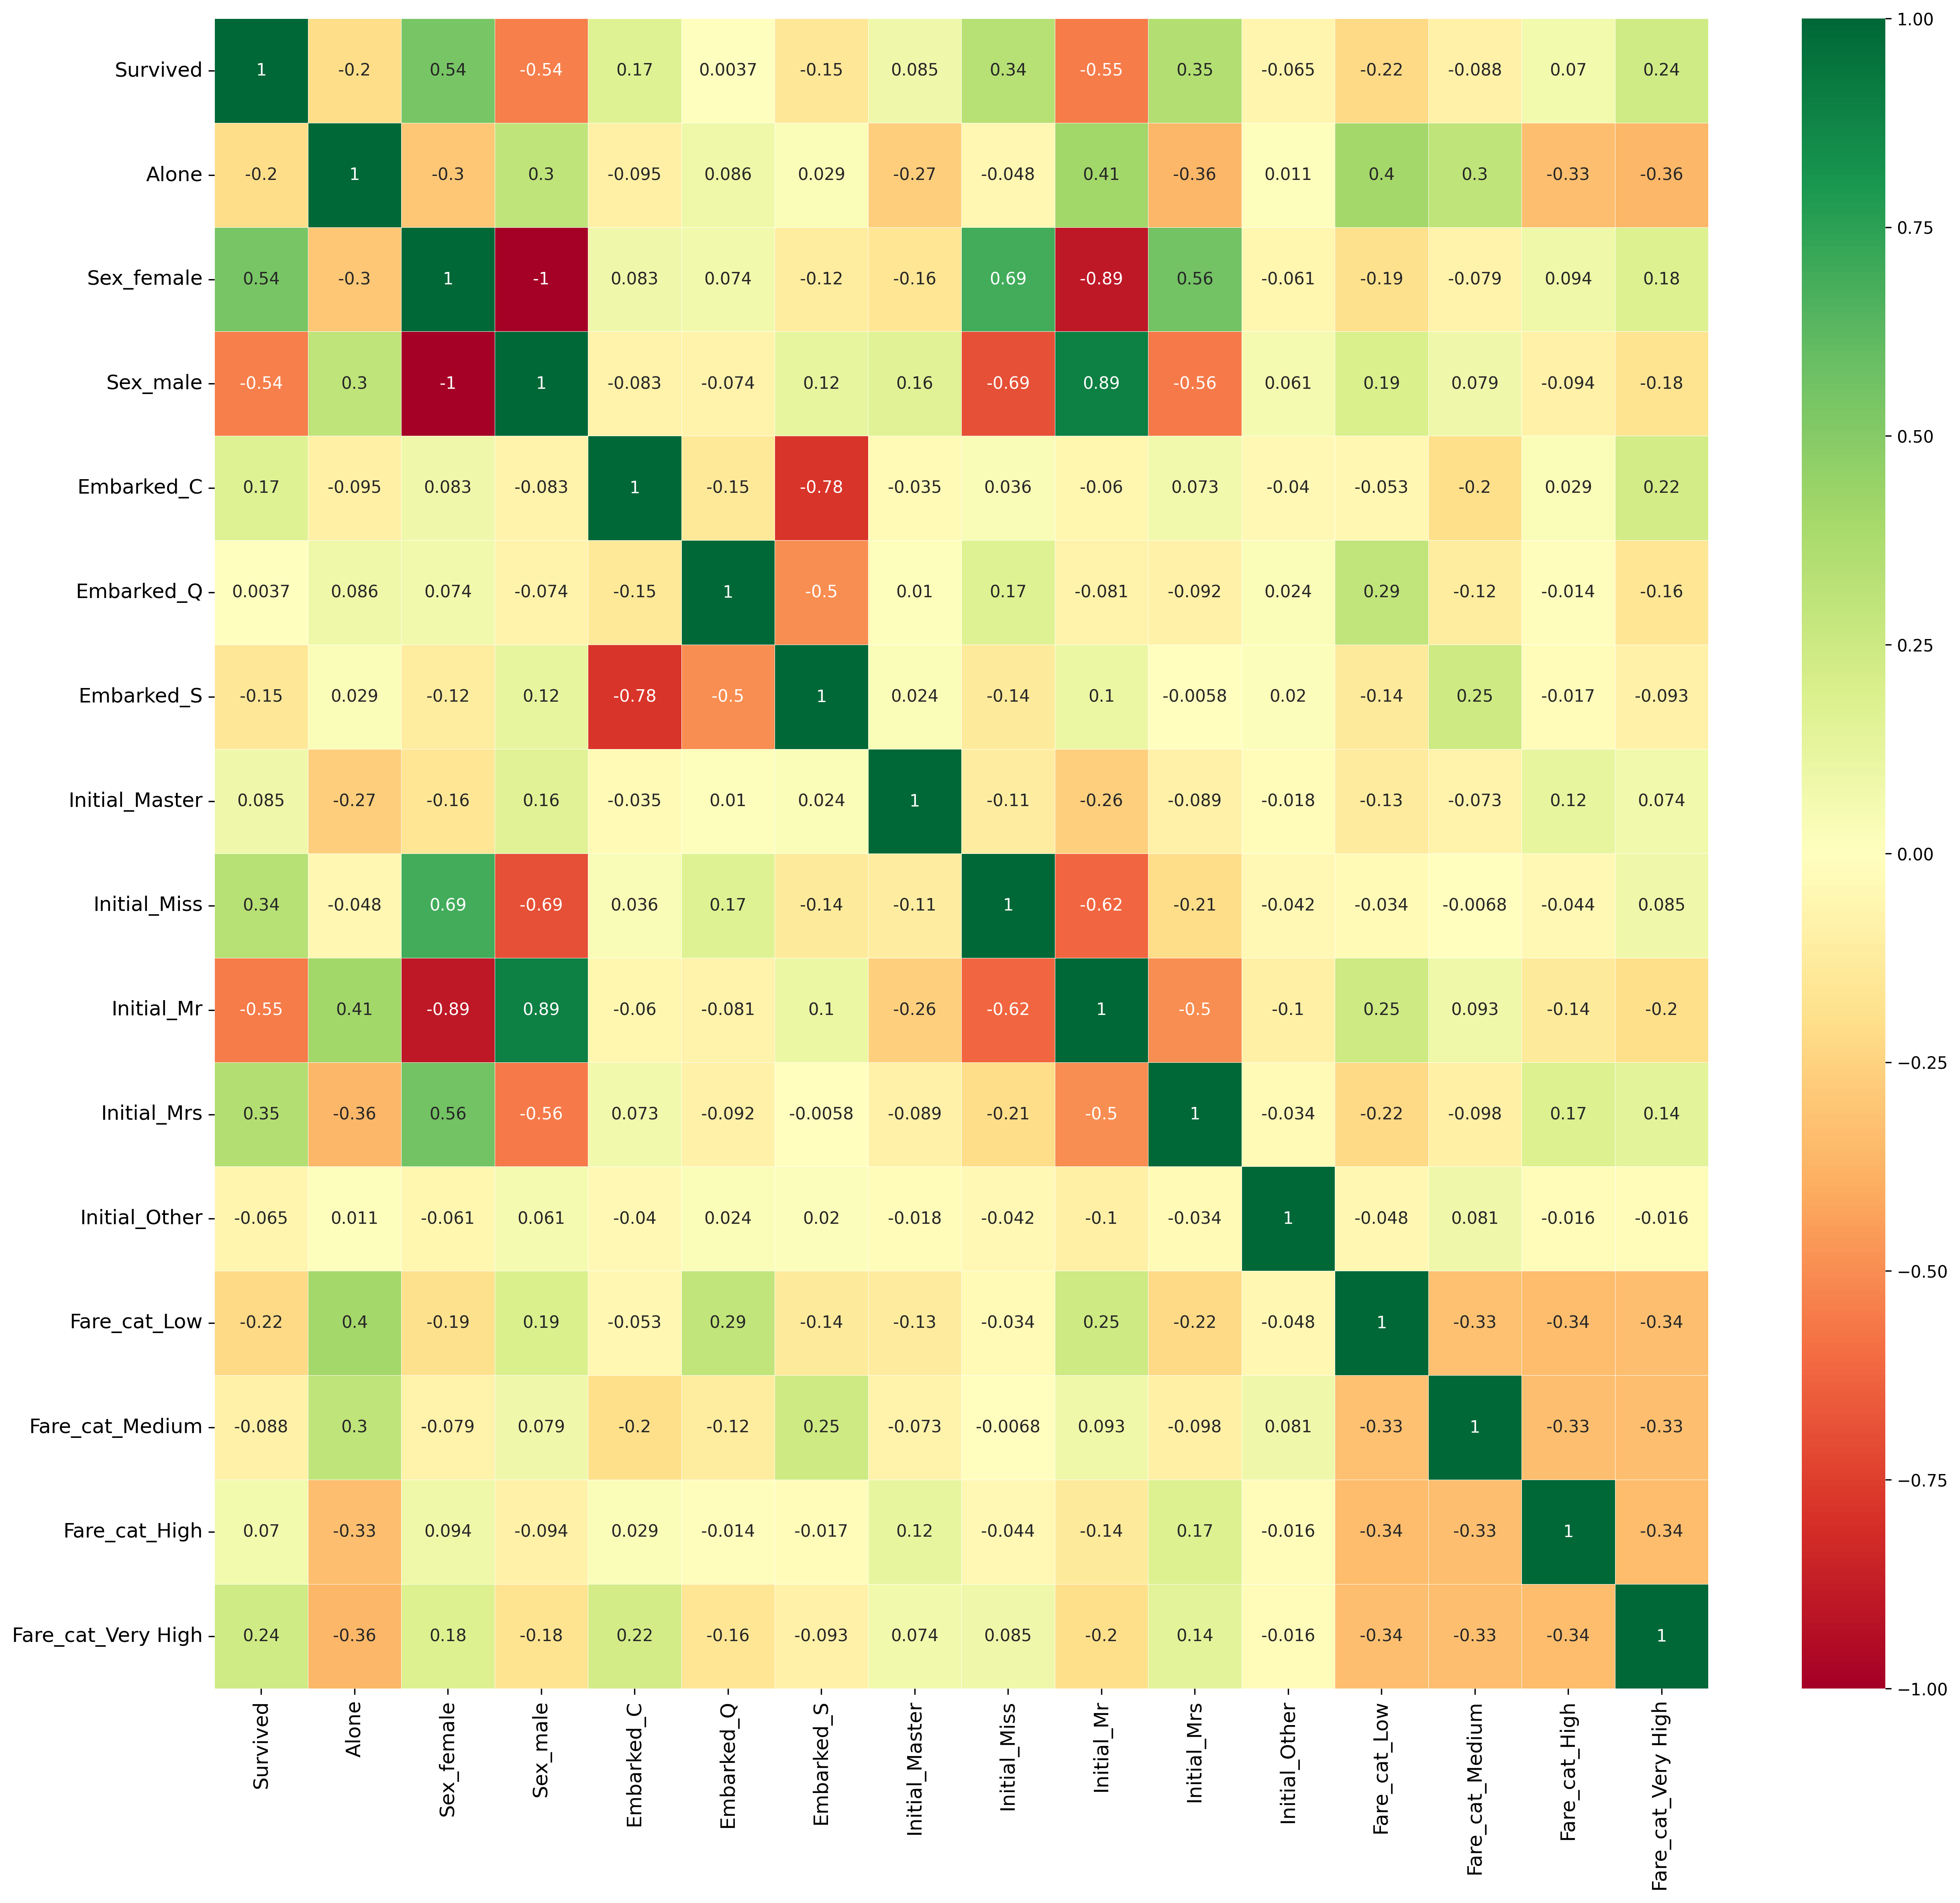 Survived 1 -0.2 0.54 -0.54 0.17 0.0037 -0.15 0.085 0.34 -0.55 0.35 -0.065 -0.22 -0.088 0.07 0.24
Alone -0.2 1 -0.3 0.3 -0.095 0.086 0.029 -0.27 -0.048 0.41 -0.36 0.011 0.4 0.3 -0.33 -0.36
Sex_female 0.54 -0.3 1 -1 0.083 0.074 -0.12 -0.16 0.69 -0.89 0.56 -0.061 -0.19 -0.079 0.094 0.18
Sex_male -0.54 0.3 -1 1 -0.083 -0.074 0.12 0.16 -0.69 0.89 -0.56 0.061 0.19 0.079 -0.094 -0.18
Embarked_C 0.17 -0.095 0.083 -0.083 1 -0.15 -0.78 -0.035 0.036 -0.06 0.073 -0.04 -0.053 -0.2 0.029 0.22
Embarked_Q 0.0037 0.086 0.074 -0.074 -0.15 1 -0.5 0.01 0.17 -0.081 -0.092 0.024 0.29 -0.12 -0.014 -0.16
Embarked_S -0.15 0.029 -0.12 0.12 -0.78 -0.5 1 0.024 -0.14 0.1 -0.0058 0.02 -0.14 0.25 -0.017 -0.093
Initial_Master 0.085 -0.27 -0.16 0.16 -0.035 0.01 0.024 1 -0.11 -0.26 -0.089 -0.018 -0.13 -0.073 0.12 0.074
Initial_Miss 0.34 -0.048 0.69 -0.69 0.036 0.17 -0.14 -0.11 1 -0.62 -0.21 -0.042 -0.034 -0.0068 -0.044 0.085
Initial_Mr -0.55 0.41 -0.89 0.89 -0.06 -0.081 0.1 -0.26 -0.62 1 -0.5 -0.1 0.25 0.093 -0.14 -0.2
Initial_Mrs 0.35 -0.36 0.56 -0.56 0.073 -0.092 -0.0058 -0.089 -0.21 -0.5 1 -0.034 -0.22 -0.098 0.17 0.14
Initial_Other -0.065 0.011 -0.061 0.061 -0.04 0.024 0.02 -0.018 -0.042 -0.1 -0.034 1 -0.048 0.081 -0.016 -0.016
Fare_cat_Low -0.22 0.4 -0.19 0.19 -0.053 0.29 -0.14 -0.13 -0.034 0.25 -0.22 -0.048 1 -0.33 -0.34 -0.34
Fare_cat_Medium -0.088 0.3 -0.079 0.079 -0.2 -0.12 0.25 -0.073 -0.0068 0.093 -0.098 0.081 -0.33 1 -0.33 -0.33
Fare_cat_High 0.07 -0.33 0.094 -0.094 0.029 -0.014 -0.017 0.12 -0.044 -0.14 0.17 -0.016 -0.34 -0.33 1 -0.34
Fare_cat_Very High 0.24 -0.36 0.18 -0.18 0.22 -0.16 -0.093 0.074 0.085 -0.2 0.14 -0.016 -0.34 -0.33 -0.34 1
Survived
Alone
Sex_female
Sex_male
Embarked_C
Embarked_Q
Embarked_S
Initial_Master
Initial_Miss
Initial_Mr
Initial_Mrs
Initial_Other
Fare_cat_Low
Fare_cat_Medium
Fare_cat_High
Fare_cat_Very High
1.00
0.75
0.50
0.25
0.00
−0.25
−0.50
−0.75
−1.00